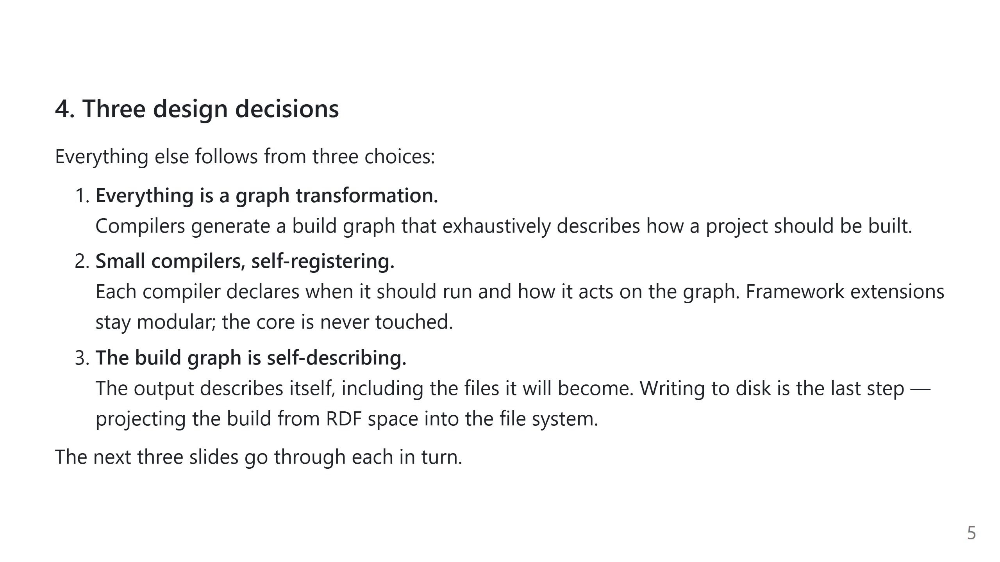 4. Three design decisions
Everything else follows from three choices:
1. Everything is a graph transformation.
Compilers generate a build graph that exhaustively describes how a project should be built.
2. Small compilers, self-registering.
Each compiler declares when it should run and how it acts on the graph. Framework extensions
stay modular; the core is never touched.
3. The build graph is self-describing.
The output describes itself, including the files it will become. Writing to disk is the last step —
projecting the build from RDF space into the file system.
The next three slides go through each in turn.
5